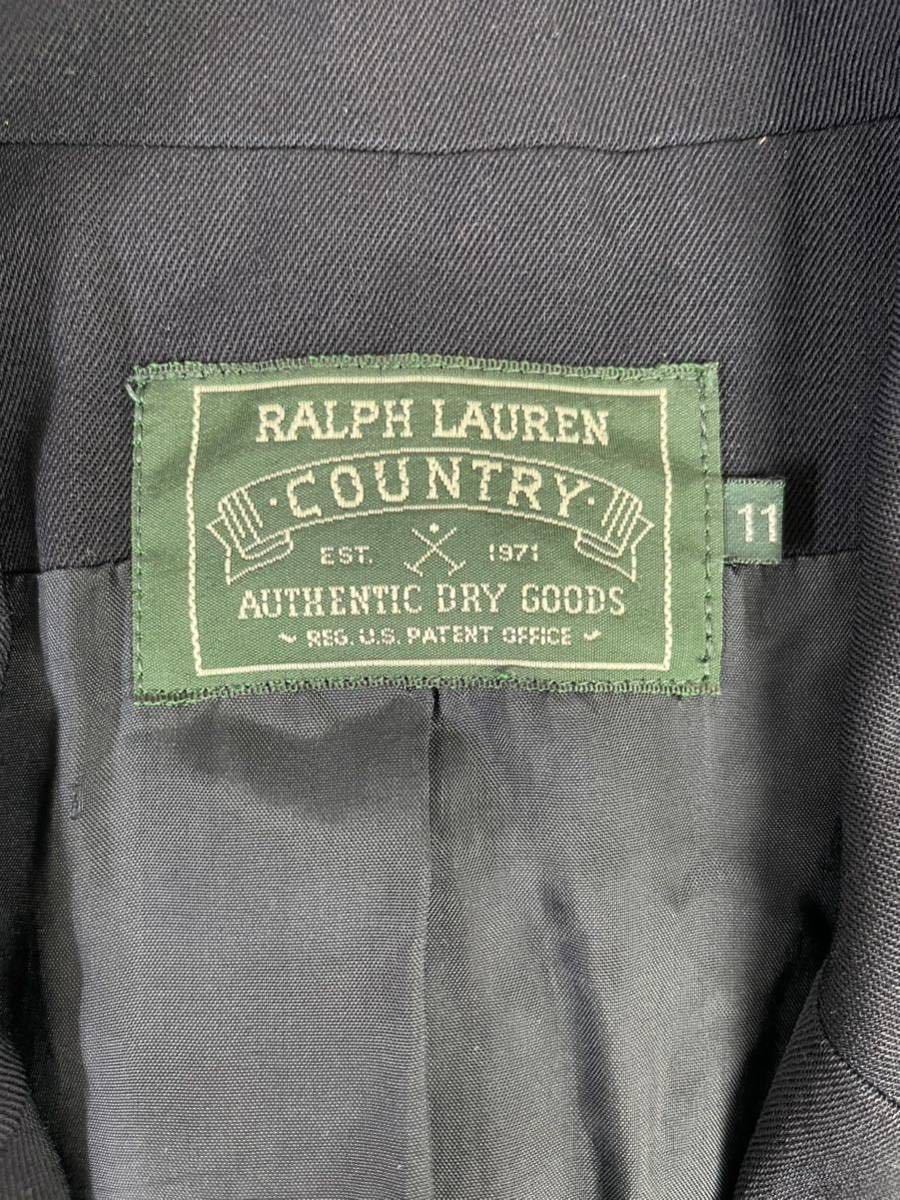 RALPH LAUREN
·COUNTRY·
EST. 1971
AUTHENTIC DRY GOODS
~ REG. U.S. PATENT OFFICE ~
11